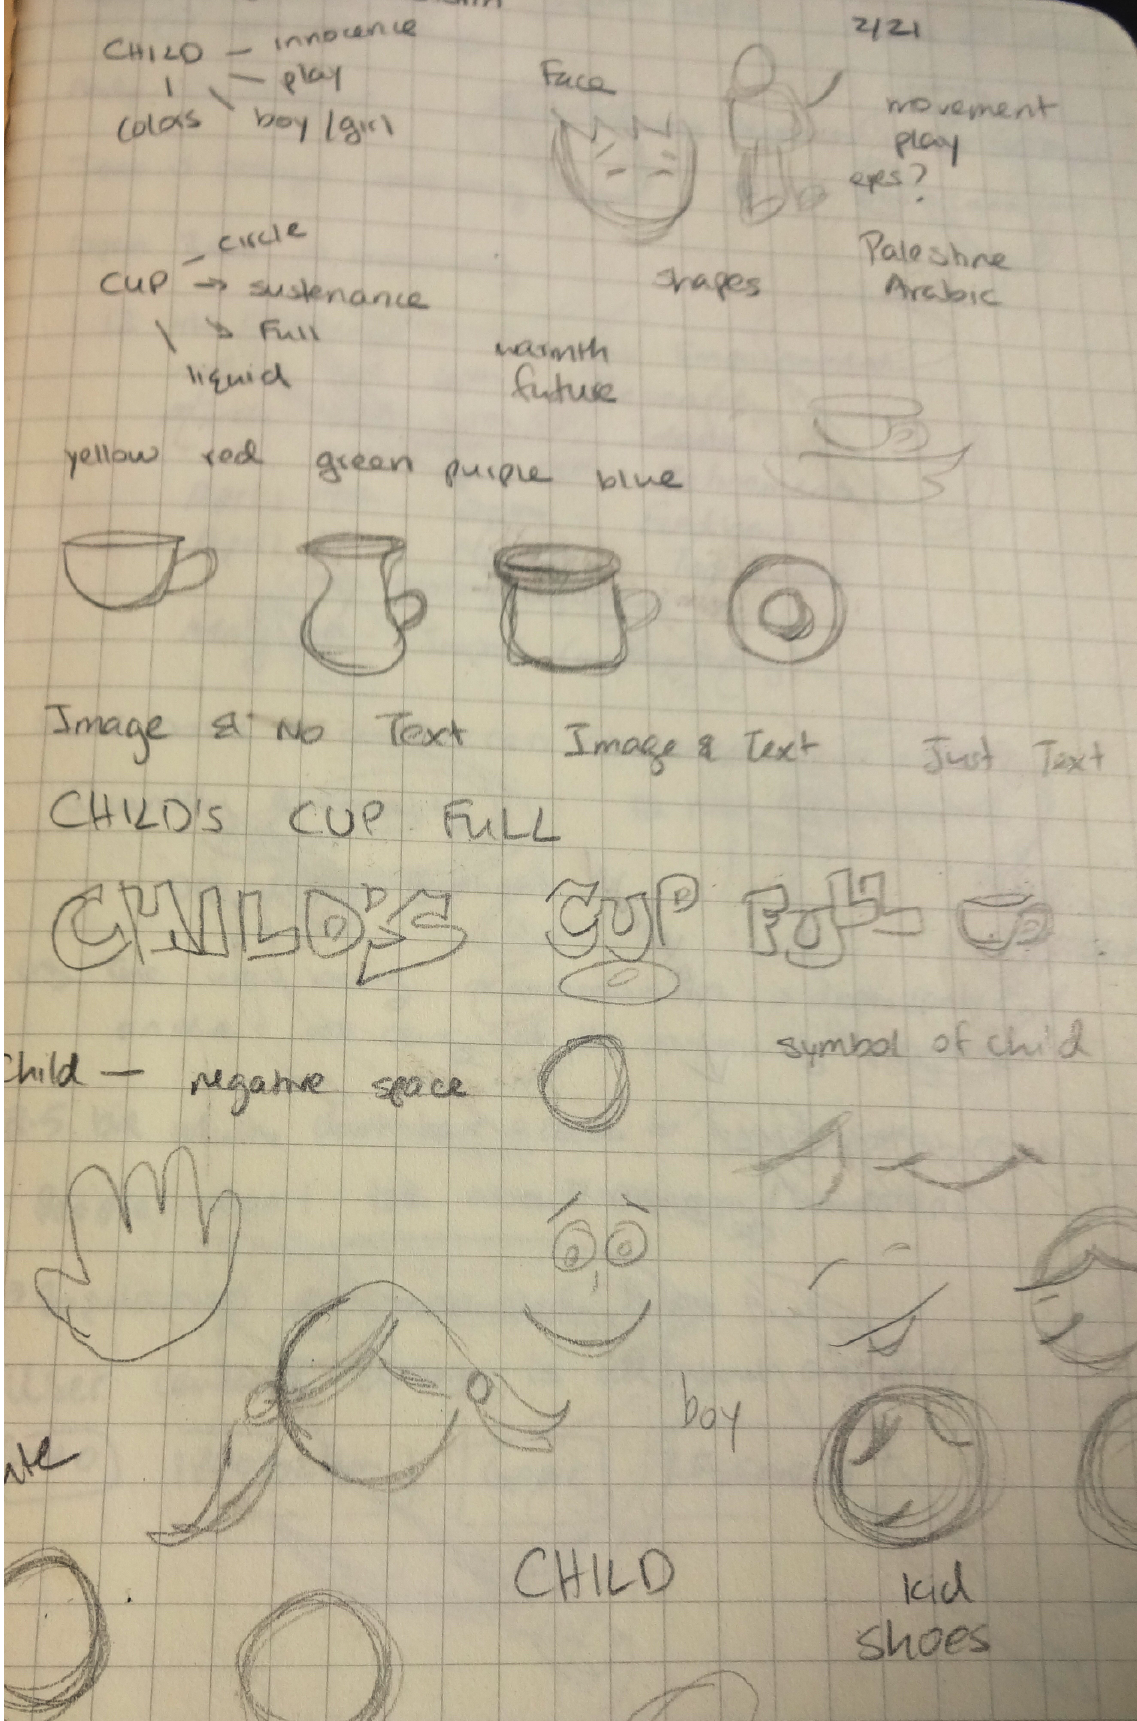 2/21
CHILD — innocence
— play
colors boy/girl
Face
movement
play
eyes?
circle
CUP → sustenance
Full
liquid
shapes
Palestine
Arabic
warmth
future
yellow red green purple blue
Image & No Text
Image & Text
Just Text
CHILD'S CUP FULL
CHILD'S CUP FULL
Child — negative space
symbol of child
boy
CHILD
kid
shoes